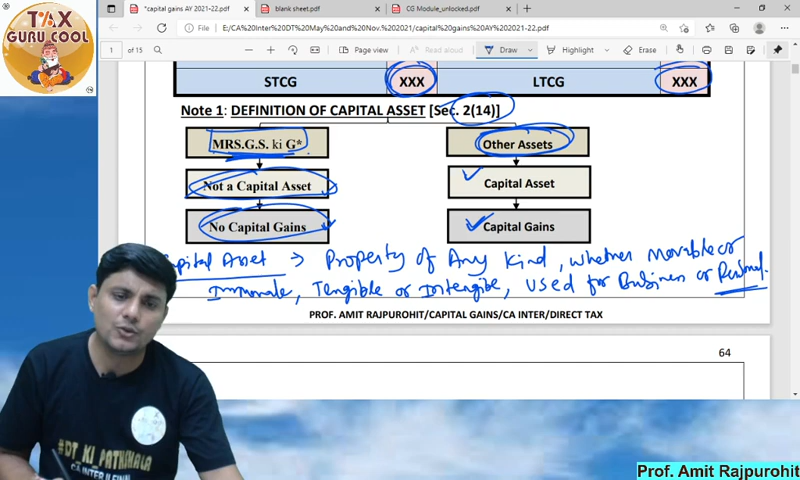 TAX
GURU COOL
*capital gains AY 2021-22.pdf
blank sheet.pdf
CG Module_unlocked.pdf
File
E:/CA%20Inter%20DT%20May%20and%20Nov.%202021/capital%20gains%20AY%202021-22.pdf
1 of 15
Page view
Read aloud
Draw
Highlight
Erase
STCG XXX LTCG XXX
Note 1: DEFINITION OF CAPITAL ASSET [Sec. 2(14)]
MRS.G.S. ki G* Other Assets
Not a Capital Asset Capital Asset
No Capital Gains Capital Gains
Capital Asset → Property of Any Kind, whether Movable or
Tangible or Intangible, Used for Business or Personal.
PROF. AMIT RAJPUROHIT/CAPITAL GAINS/CA INTER/DIRECT TAX
64
#DT KI PATHSHALA
CA INTER II FINAL
Prof. Amit Rajpurohit